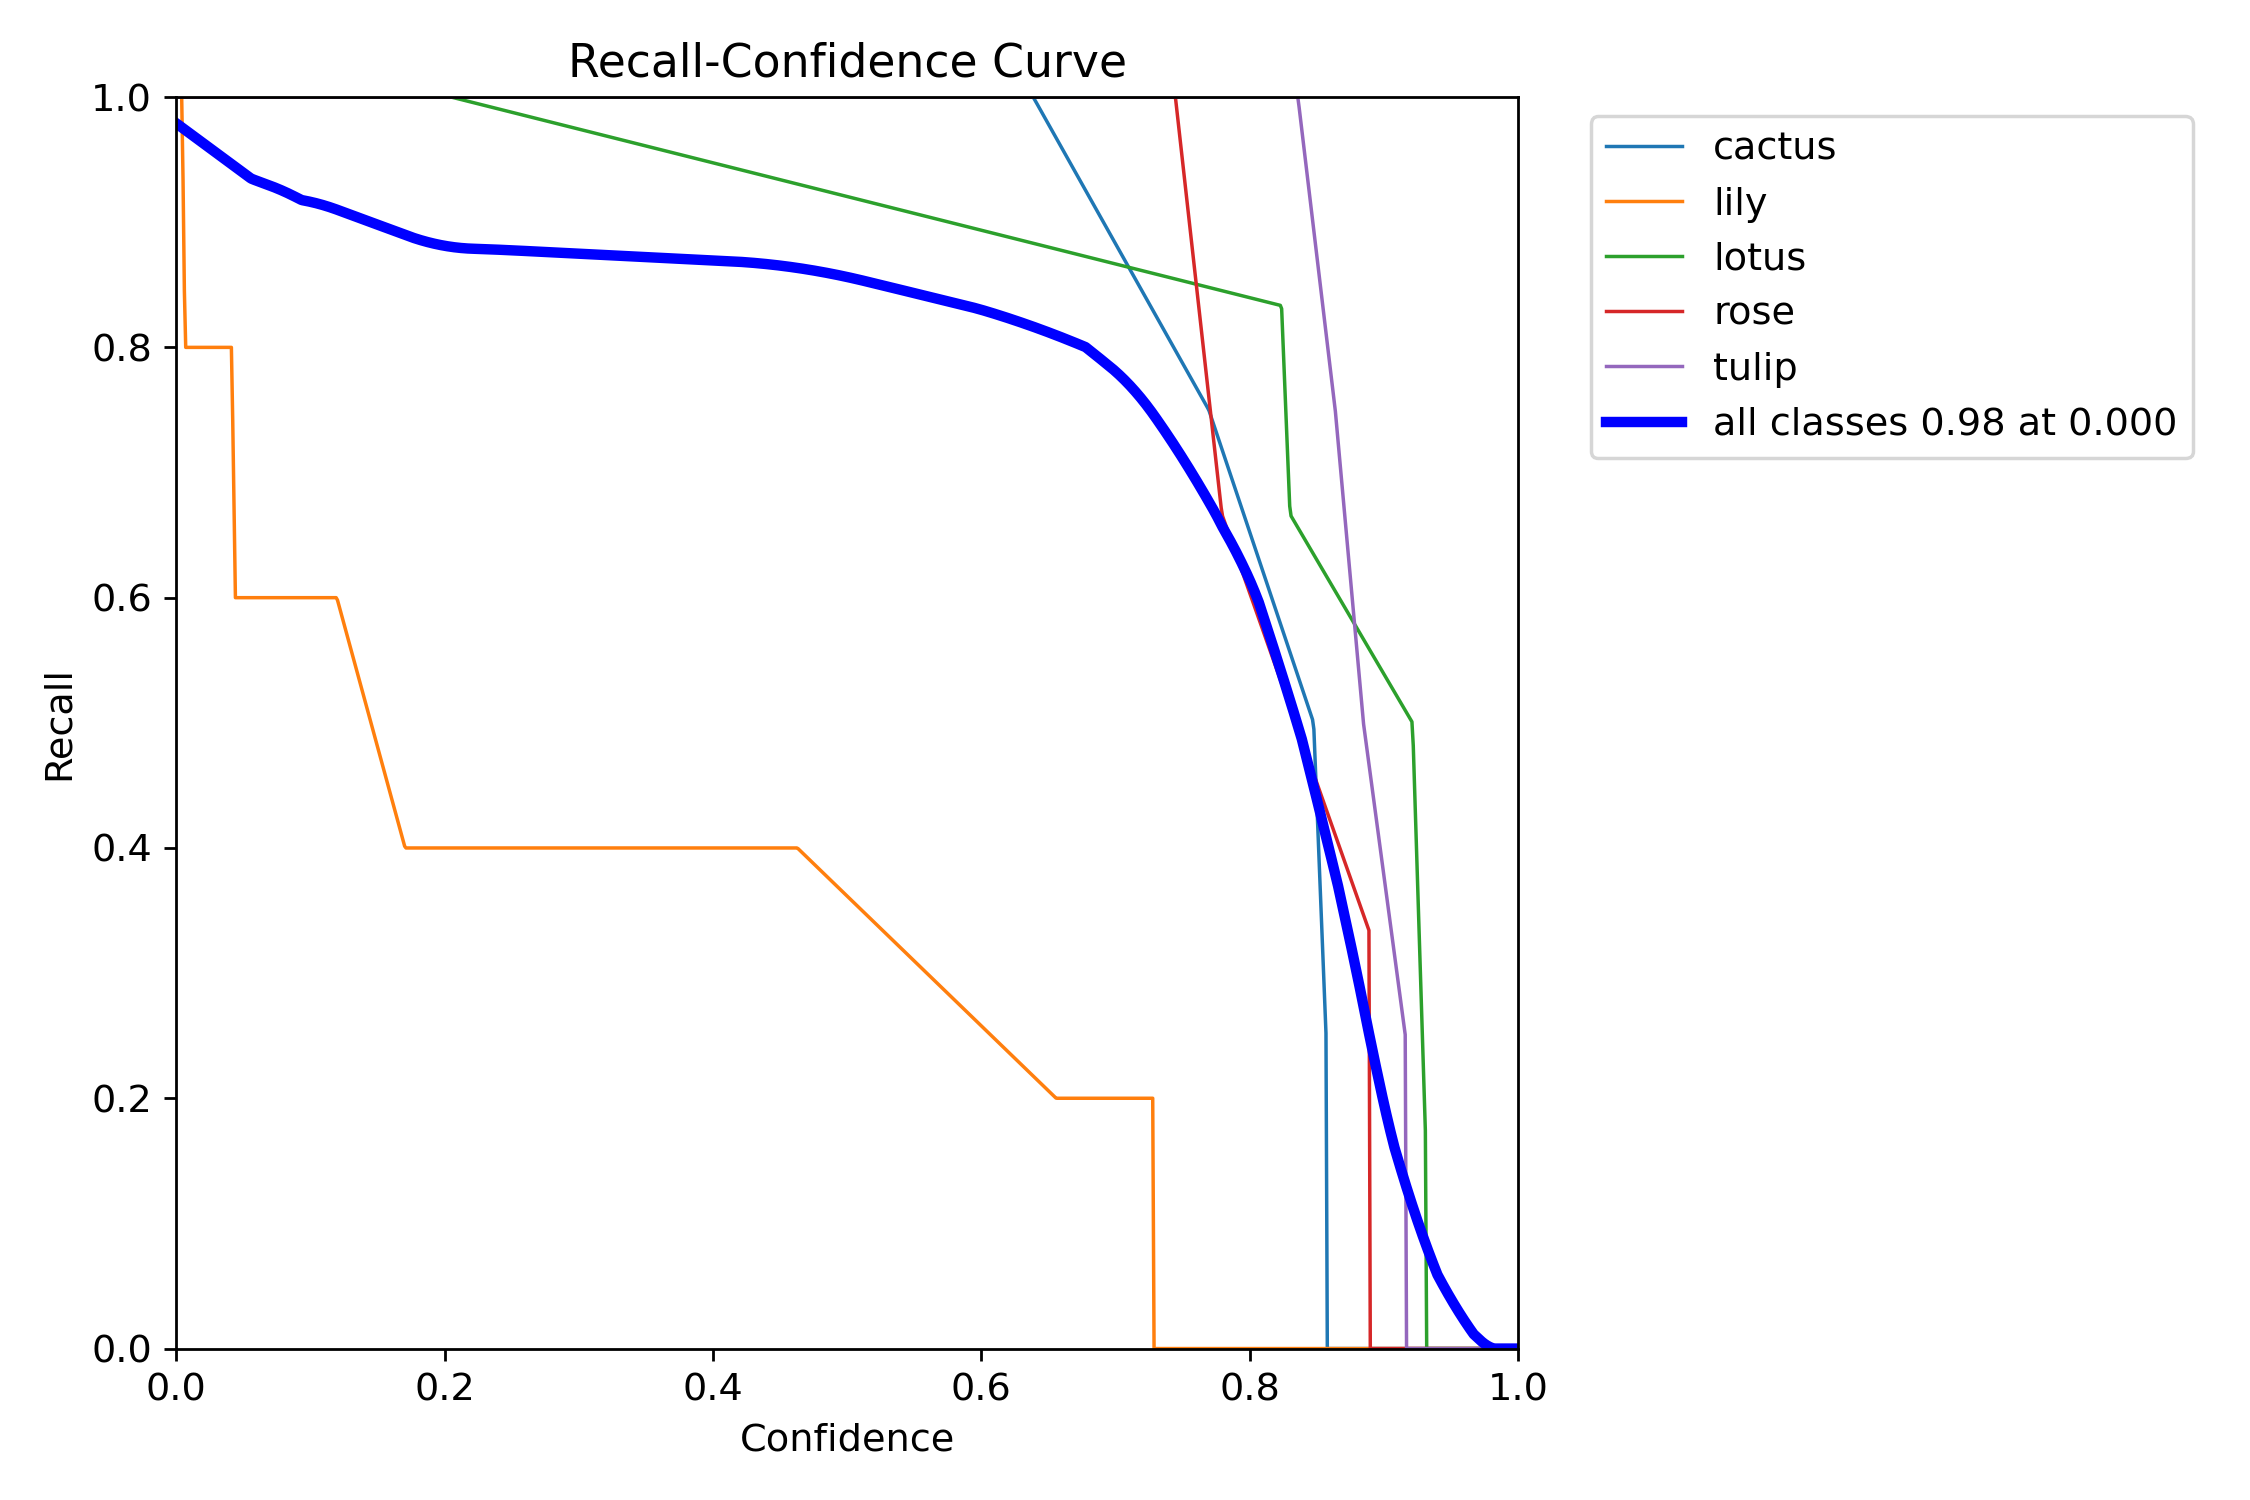 Recall-Confidence Curve
1.0
0.8
0.6
0.4
0.2
0.0
Recall
0.0 0.2 0.4 0.6 0.8 1.0
Confidence
cactus
lily
lotus
rose
tulip
all classes 0.98 at 0.000